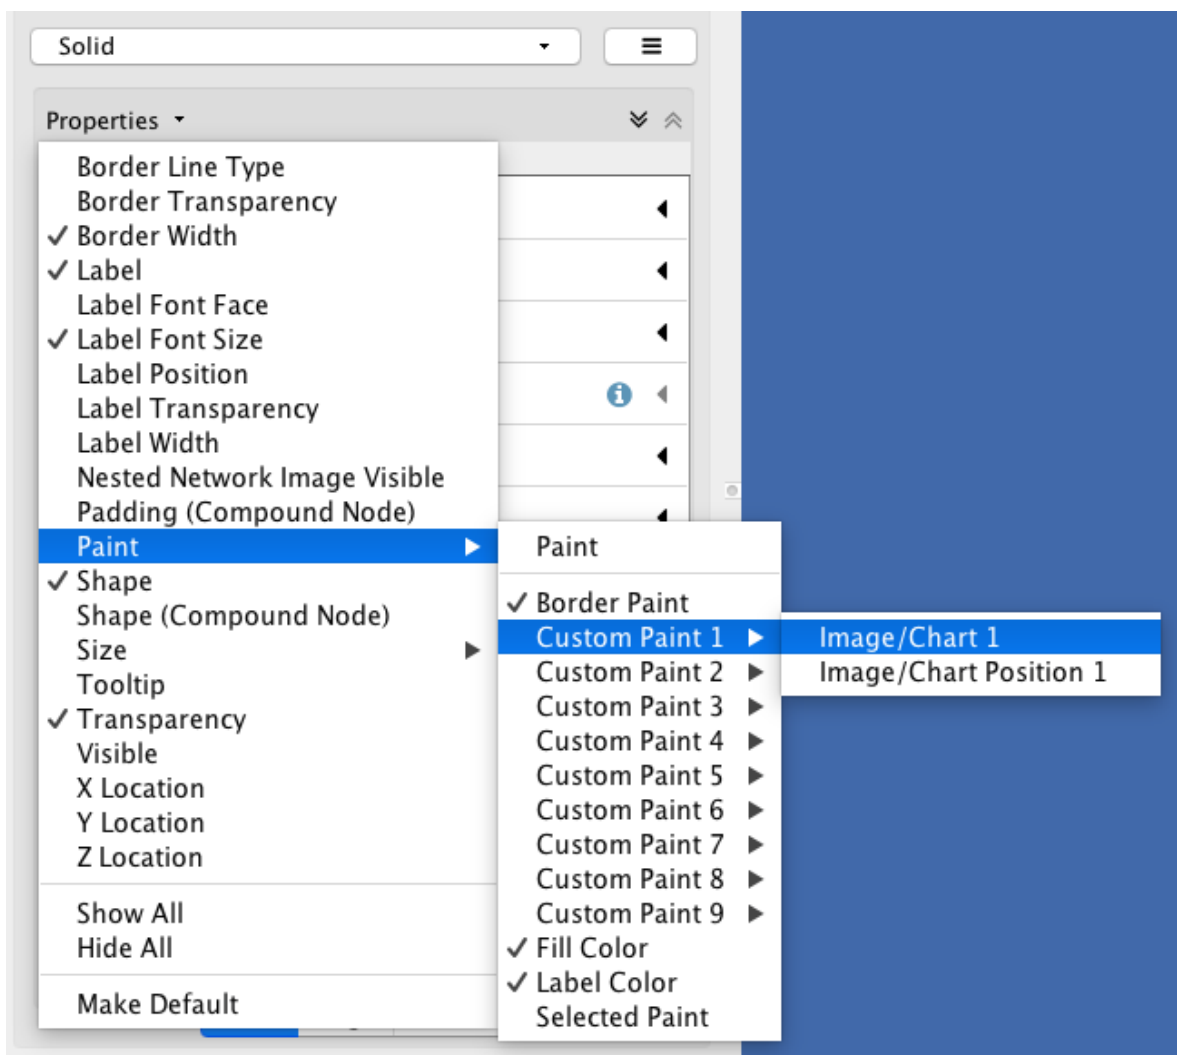 Solid
Properties
Border Line Type
Border Transparency
Border Width
Label
Label Font Face
Label Font Size
Label Position
Label Transparency
Label Width
Nested Network Image Visible
Padding (Compound Node)
Paint
Shape
Shape (Compound Node)
Size
Tooltip
Transparency
Visible
X Location
Y Location
Z Location
Show All
Hide All
Make Default
Paint
Border Paint
Custom Paint 1
Custom Paint 2
Custom Paint 3
Custom Paint 4
Custom Paint 5
Custom Paint 6
Custom Paint 7
Custom Paint 8
Custom Paint 9
Fill Color
Label Color
Selected Paint
Image/Chart 1
Image/Chart Position 1